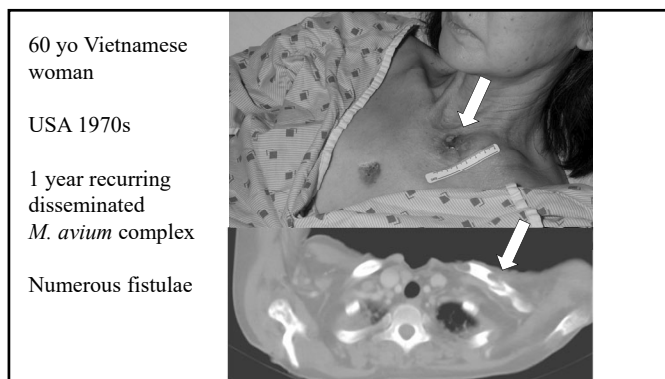 60 yo Vietnamese
woman
USA 1970s
1 year recurring
disseminated
M. avium complex
Numerous fistulae